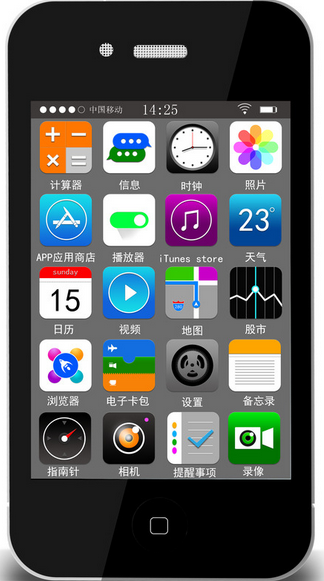 中国移动 14:25
计算器 信息 时钟 照片
23°
APP应用商店 播放器 iTunes store 天气
sunday
15
日历 视频 地图 股市
浏览器 电子卡包 设置 备忘录
指南针 相机 提醒事项 录像